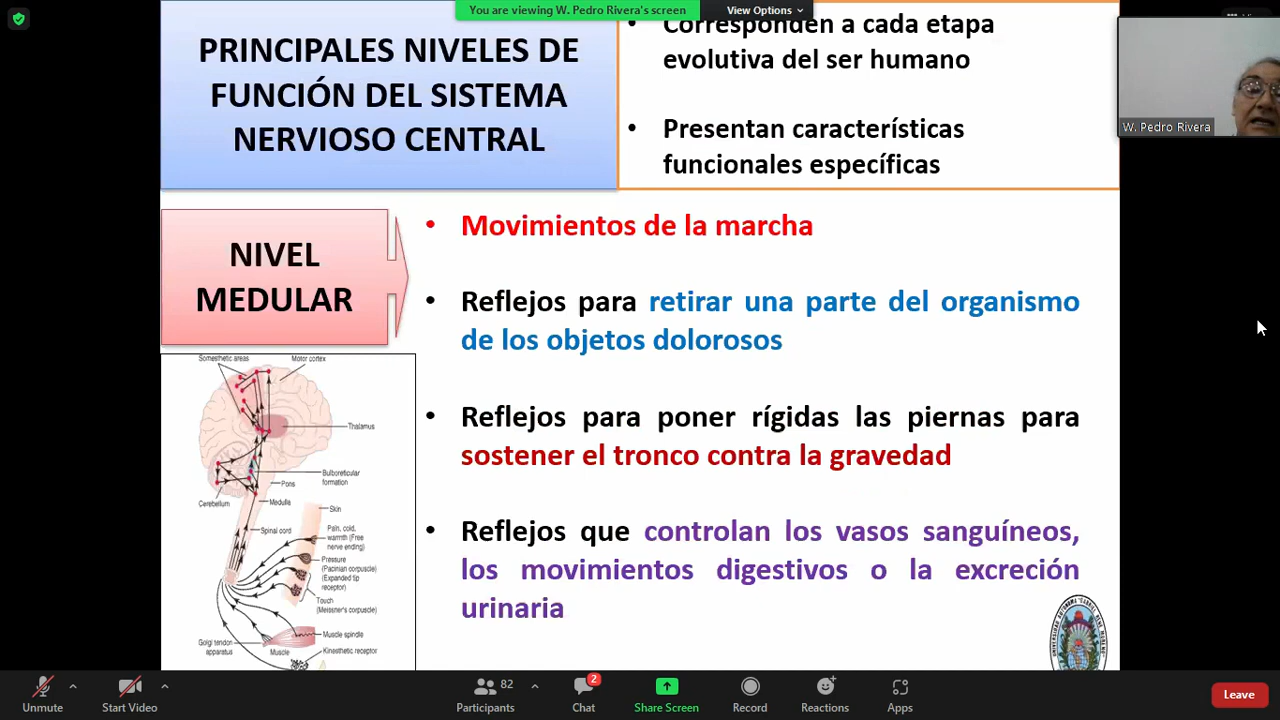 You are viewing W. Pedro Rivera's screen
View Options
PRINCIPALES NIVELES DE
FUNCIÓN DEL SISTEMA
NERVIOSO CENTRAL
• Corresponden a cada etapa
evolutiva del ser humano
• Presentan características
funcionales específicas
W. Pedro Rivera
NIVEL
MEDULAR
• Movimientos de la marcha
• Reflejos para retirar una parte del organismo
de los objetos dolorosos
• Reflejos para poner rígidas las piernas para
sostener el tronco contra la gravedad
• Reflejos que controlan los vasos sanguíneos,
los movimientos digestivos o la excreción
urinaria
Somesthetic areas
Motor cortex
Thalamus
Bulboreticular
formation
Pons
Cerebellum
Medulla
Skin
Spinal cord
Pain, cold,
warmth (Free
nerve ending)
Pressure
(Pacinian corpuscle)
(Expanded tip
receptor)
Touch
(Meissner's corpuscle)
Muscle spindle
Golgi tendon
apparatus
Muscle
Kinesthetic receptor
Unmute
Start Video
82
Participants
2
Chat
Share Screen
Record
Reactions
Apps
Leave